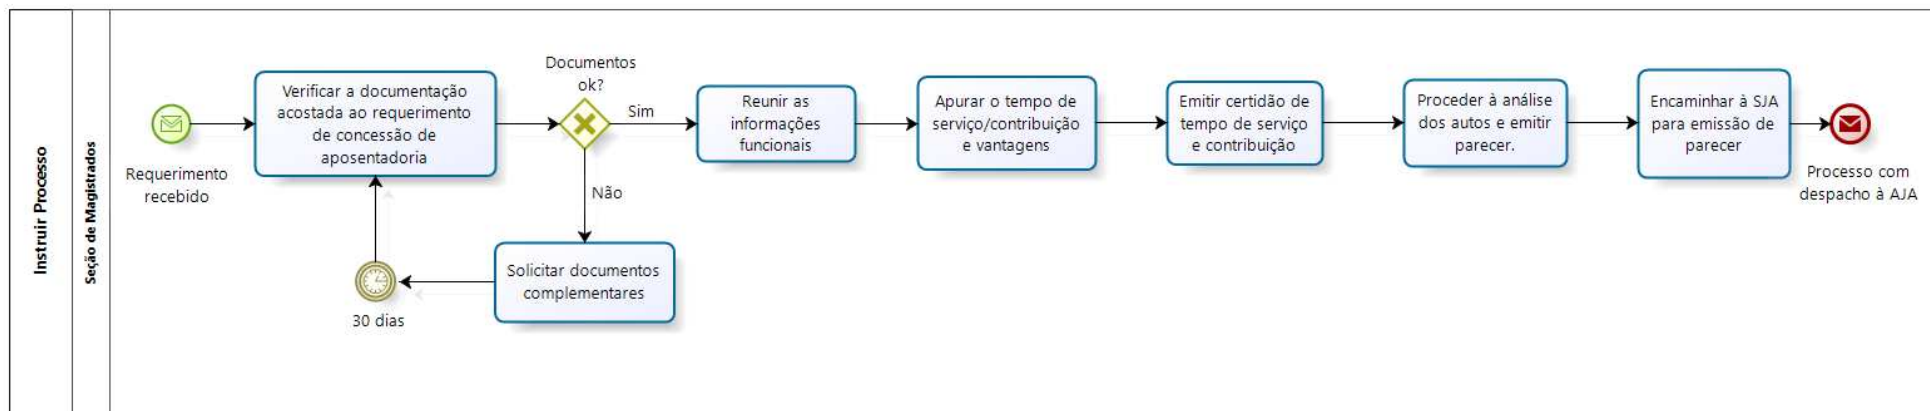 Instruir Processo
Seção de Magistrados
Requerimento
recebido
Verificar a documentação
acostada ao requerimento
de concessão de
aposentadoria
Documentos
ok?
Sim
Não
Solicitar documentos
complementares
30 dias
Reunir as
informações
funcionais
Apurar o tempo de
serviço/contribuição
e vantagens
Emitir certidão de
tempo de serviço
e contribuição
Proceder à análise
dos autos e emitir
parecer.
Encaminhar à SJA
para emissão de
parecer
Processo com
despacho à AJA